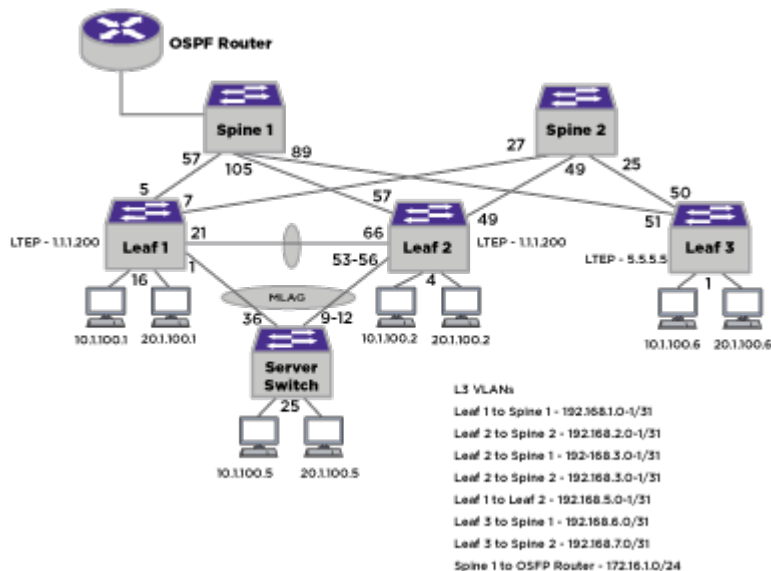 OSPF Router
Spine 1
Spine 2
57
105
89
27
49
25
5
7
57
49
50
51
LTEP - 1.1.1.200
Leaf 1
21
66
Leaf 2
LTEP - 1.1.1.200
Leaf 3
LTEP - 5.5.5.5
16
1
53-56
4
1
MLAG
10.1.100.1
20.1.100.1
36
9-12
10.1.100.2
20.1.100.2
10.1.100.6
20.1.100.6
Server
Switch
25
10.1.100.5
20.1.100.5
L3 VLANs
Leaf 1 to Spine 1 - 192.168.1.0-1/31
Leaf 2 to Spine 2 - 192.168.2.0-1/31
Leaf 2 to Spine 1 - 192-168.3.0-1/31
Leaf 2 to Spine 2 - 192.168.3.0-1/31
Leaf 1 to Leaf 2 - 192.168.5.0-1/31
Leaf 3 to Spine 1 - 192.168.6.0/31
Leaf 3 to Spine 2 - 192.168.7.0/31
Spine 1 to OSFP Router - 172.16.1.0/24